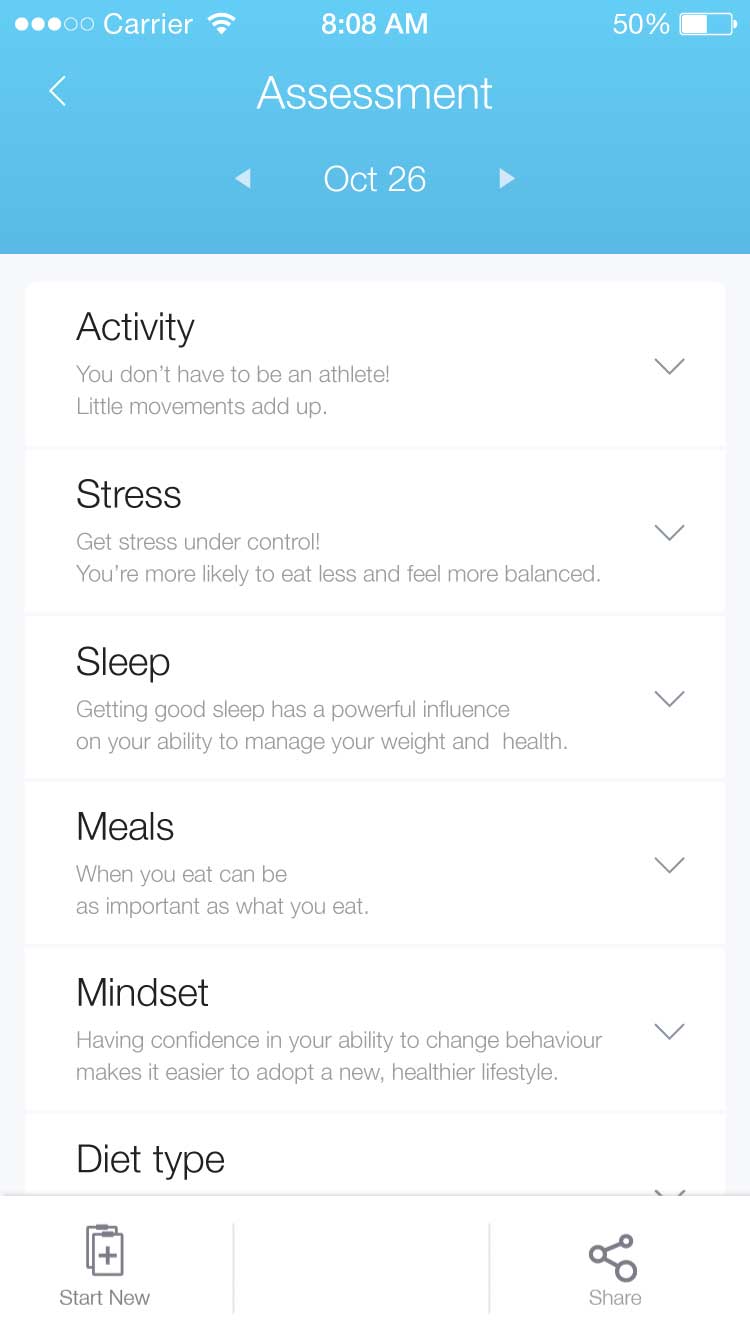 Carrier 8:08 AM 50%
Assessment
Oct 26
Activity
You don’t have to be an athlete!
Little movements add up.
Stress
Get stress under control!
You’re more likely to eat less and feel more balanced.
Sleep
Getting good sleep has a powerful influence
on your ability to manage your weight and  health.
Meals
When you eat can be
as important as what you eat.
Mindset
Having confidence in your ability to change behaviour
makes it easier to adopt a new, healthier lifestyle.
Diet type
Start New
Share